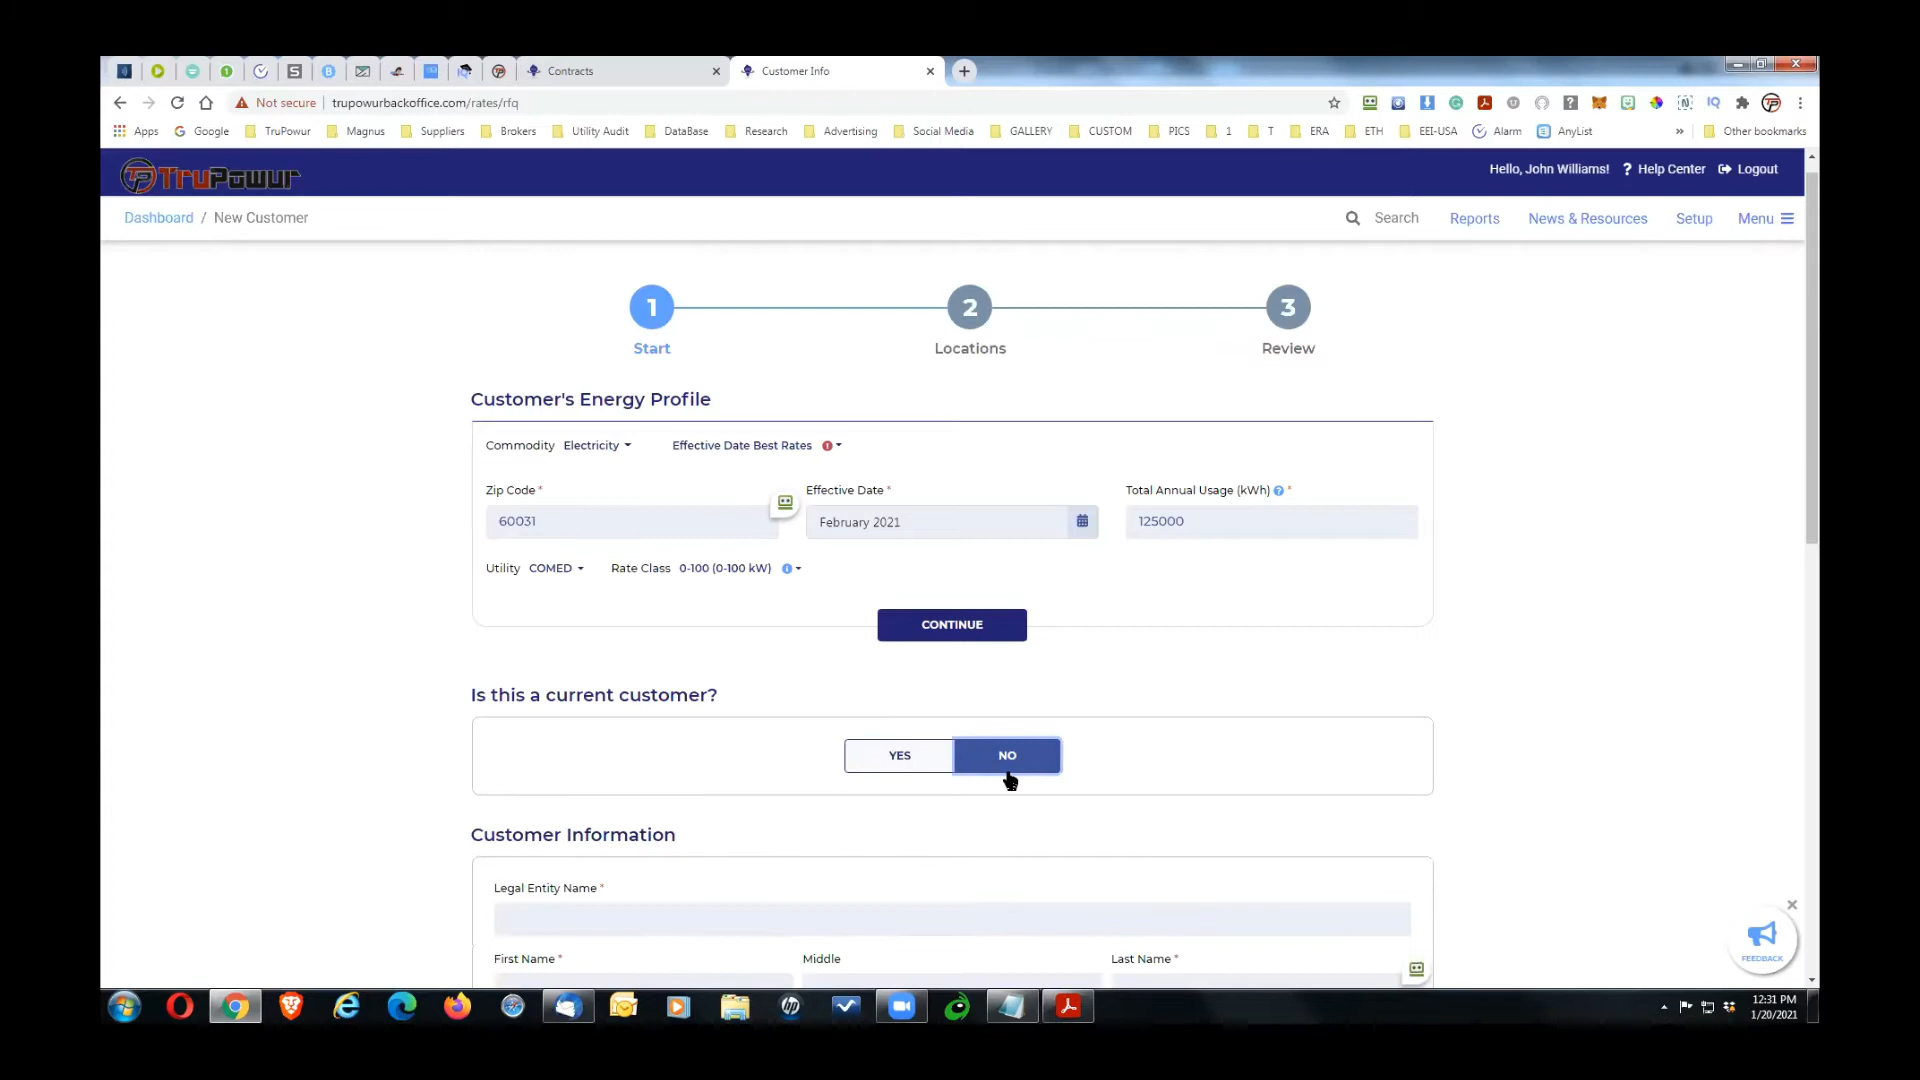 Contracts
Customer Info
Not secure | trupowurbackoffice.com/rates/rfq
Apps Google TruPowur Magnus Suppliers Brokers Utility Audit DataBase Research Advertising Social Media GALLERY CUSTOM PICS 1 T ERA ETH EEI-USA Alarm AnyList » Other bookmarks
TruPowur
Hello, John Williams! ? Help Center Logout
Dashboard / New Customer
Search Reports News & Resources Setup Menu
1 2 3
Start Locations Review
Customer's Energy Profile
Commodity Electricity Effective Date Best Rates
Zip Code * Effective Date * Total Annual Usage (kWh) *
60031 February 2021 125000
Utility COMED Rate Class 0-100 (0-100 kW)
CONTINUE
Is this a current customer?
YES NO
Customer Information
Legal Entity Name *
First Name * Middle Last Name *
FEEDBACK
12:31 PM
1/20/2021